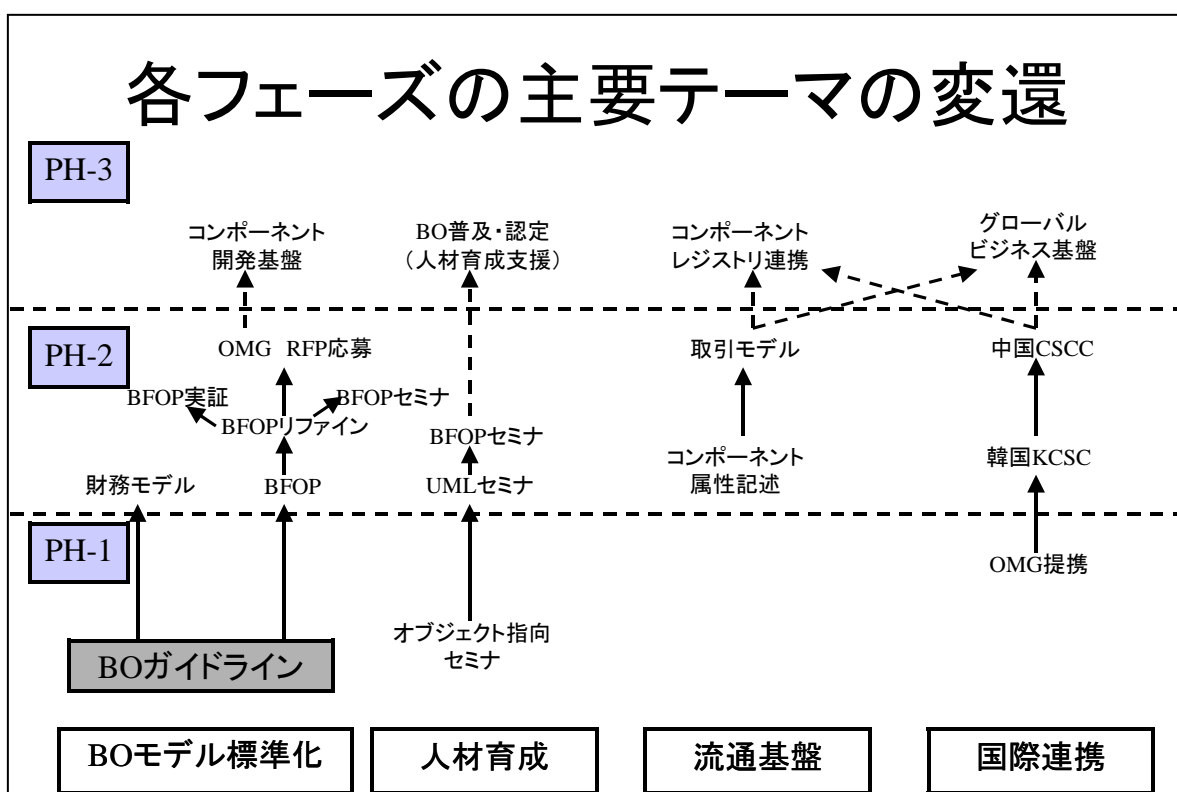 各フェーズの主要テーマの変還
PH-3
コンポーネント
開発基盤
BO普及・認定
（人材育成支援）
コンポーネント
レジストリ連携
グローバル
ビジネス基盤
PH-2
OMG RFP応募
取引モデル
中国CSCC
BFOP実証
BFOPセミナ
BFOPリファイン
BFOPセミナ
財務モデル
BFOP
UMLセミナ
コンポーネント
属性記述
韓国KCSC
PH-1
OMG提携
BOガイドライン
オブジェクト指向
セミナ
BOモデル標準化
人材育成
流通基盤
国際連携